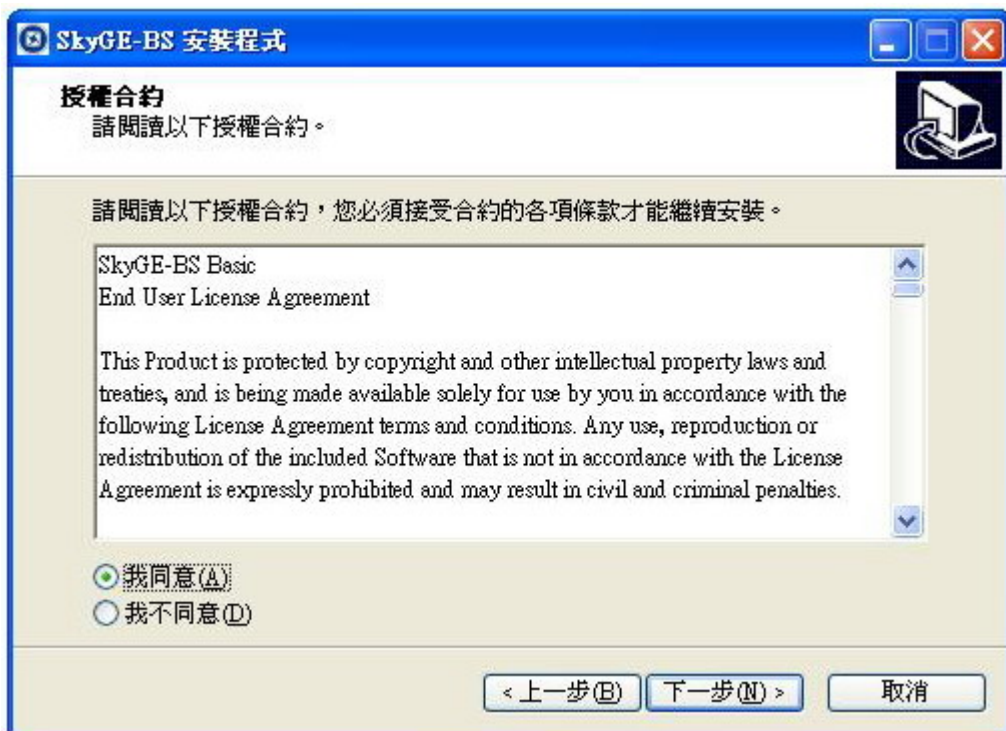 SkyGE-BS 安裝程式
授權合約
請閱讀以下授權合約。
請閱讀以下授權合約，您必須接受合約的各項條款才能繼續安裝。
SkyGE-BS Basic
End User License Agreement
This Product is protected by copyright and other intellectual property laws and
treaties, and is being made available solely for use by you in accordance with the
following License Agreement terms and conditions. Any use, reproduction or
redistribution of the included Software that is not in accordance with the License
Agreement is expressly prohibited and may result in civil and criminal penalties.
我同意(A)
我不同意(D)
<上一步(B) 下一步(N)> 取消